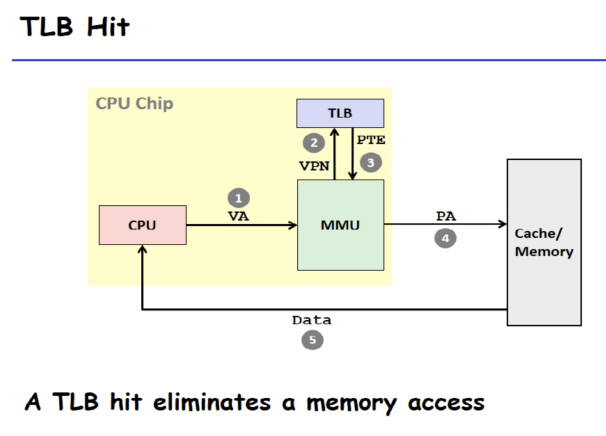 TLB Hit
CPU Chip
TLB
2
PTE
VPN
3
1
VA
CPU
MMU
PA
4
Cache/
Memory
Data
5
A TLB hit eliminates a memory access